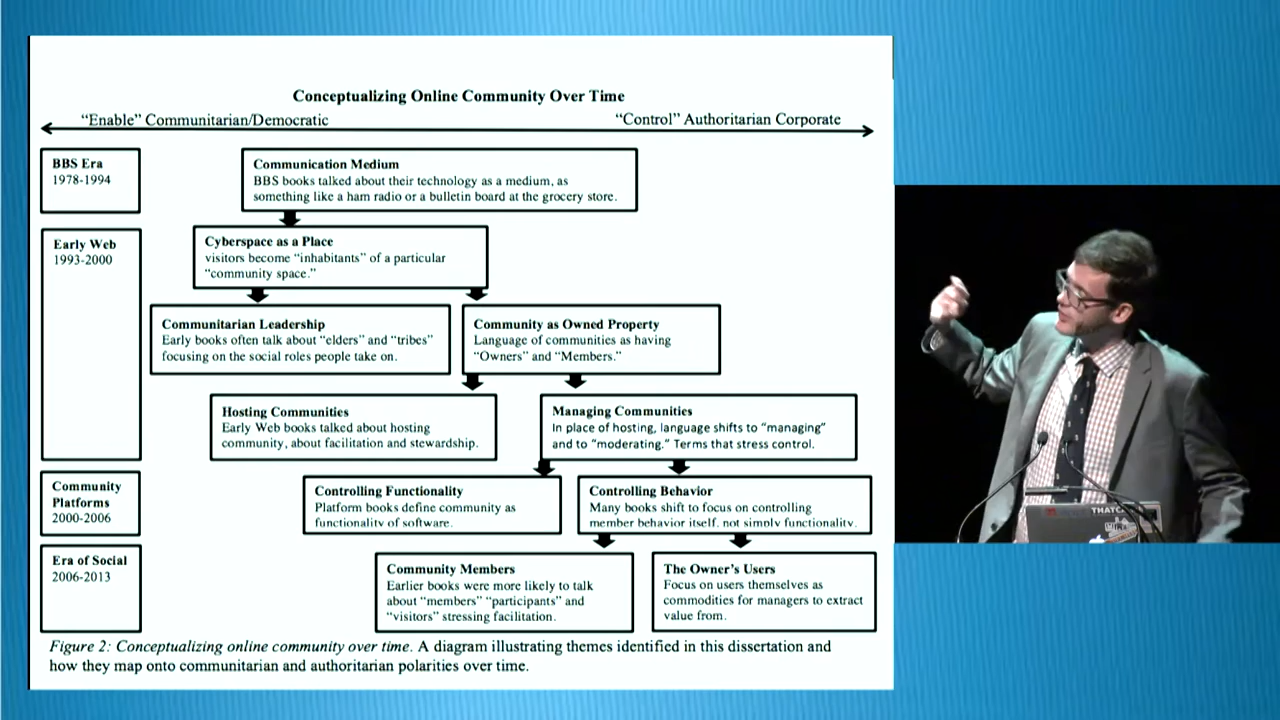 Conceptualizing Online Community Over Time
“Enable” Communitarian/Democratic
“Control” Authoritarian Corporate
BBS Era
1978-1994
Communication Medium
BBS books talked about their technology as a medium, as
something like a ham radio or a bulletin board at the grocery store.
Early Web
1993-2000
Cyberspace as a Place
visitors become “inhabitants” of a particular
“community space.”
Communitarian Leadership
Early books often talk about “elders” and “tribes”
focusing on the social roles people take on.
Community as Owned Property
Language of communities as having
“Owners” and “Members.”
Hosting Communities
Early Web books talked about hosting
community, about facilitation and stewardship.
Managing Communities
In place of hosting, language shifts to “managing”
and to “moderating.” Terms that stress control.
Community
Platforms
2000-2006
Controlling Functionality
Platform books define community as
functionality of software.
Controlling Behavior
Many books shift to focus on controlling
member behavior itself, not simply functionality.
Era of Social
2006-2013
Community Members
Earlier books were more likely to talk
about “members” “participants” and
“visitors” stressing facilitation.
The Owner’s Users
Focus on users themselves as
commodities for managers to extract
value from.
Figure 2: Conceptualizing online community over time. A diagram illustrating themes identified in this dissertation and
how they map onto communitarian and authoritarian polarities over time.
THATC